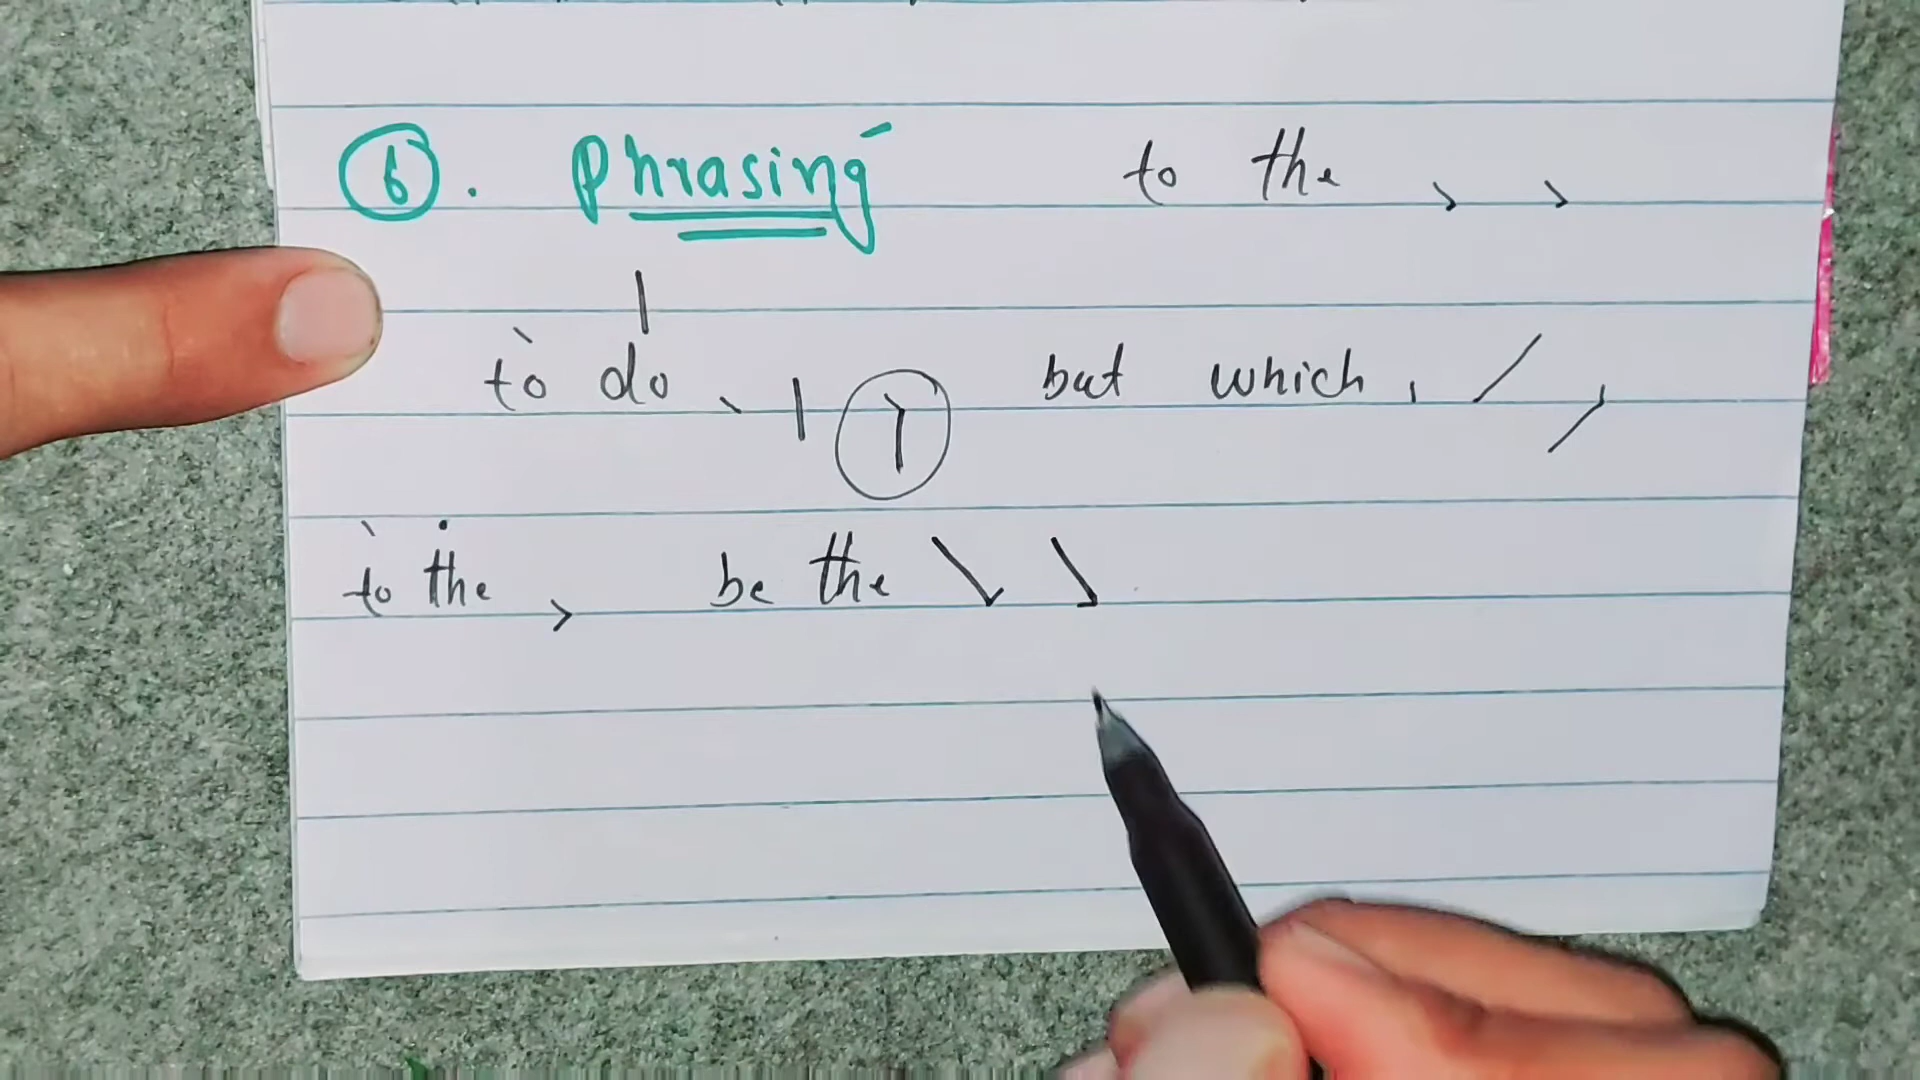 6. Phrasing to the
to do but which,
to the be the